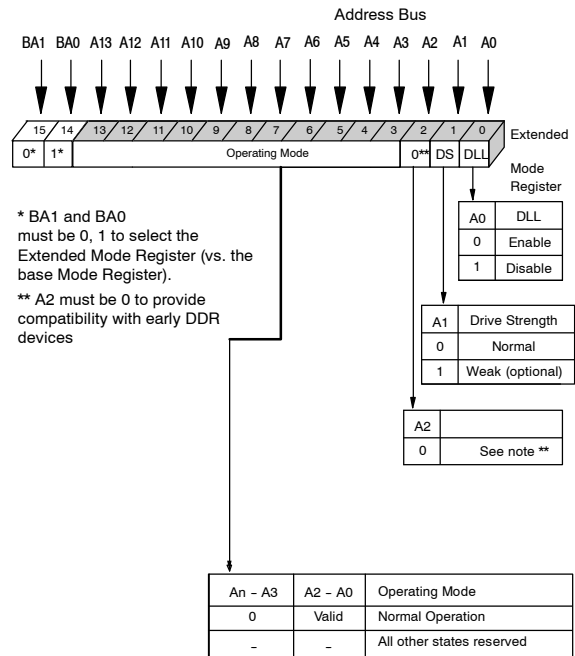 Address Bus
BA1 BA0 A13 A12 A11 A10 A9 A8 A7 A6 A5 A4 A3 A2 A1 A0
15 14 13 12 11 10 9 8 7 6 5 4 3 2 1 0
Extended
Mode
Register
0* 1* Operating Mode 0** DS DLL
A0 DLL
0 Enable
1 Disable
* BA1 and BA0
must be 0, 1 to select the
Extended Mode Register (vs. the
base Mode Register).
** A2 must be 0 to provide
compatibility with early DDR
devices
A1 Drive Strength
0 Normal
1 Weak (optional)
A2
0 See note **
An - A3 A2 - A0 Operating Mode
0 Valid Normal Operation
- - All other states reserved